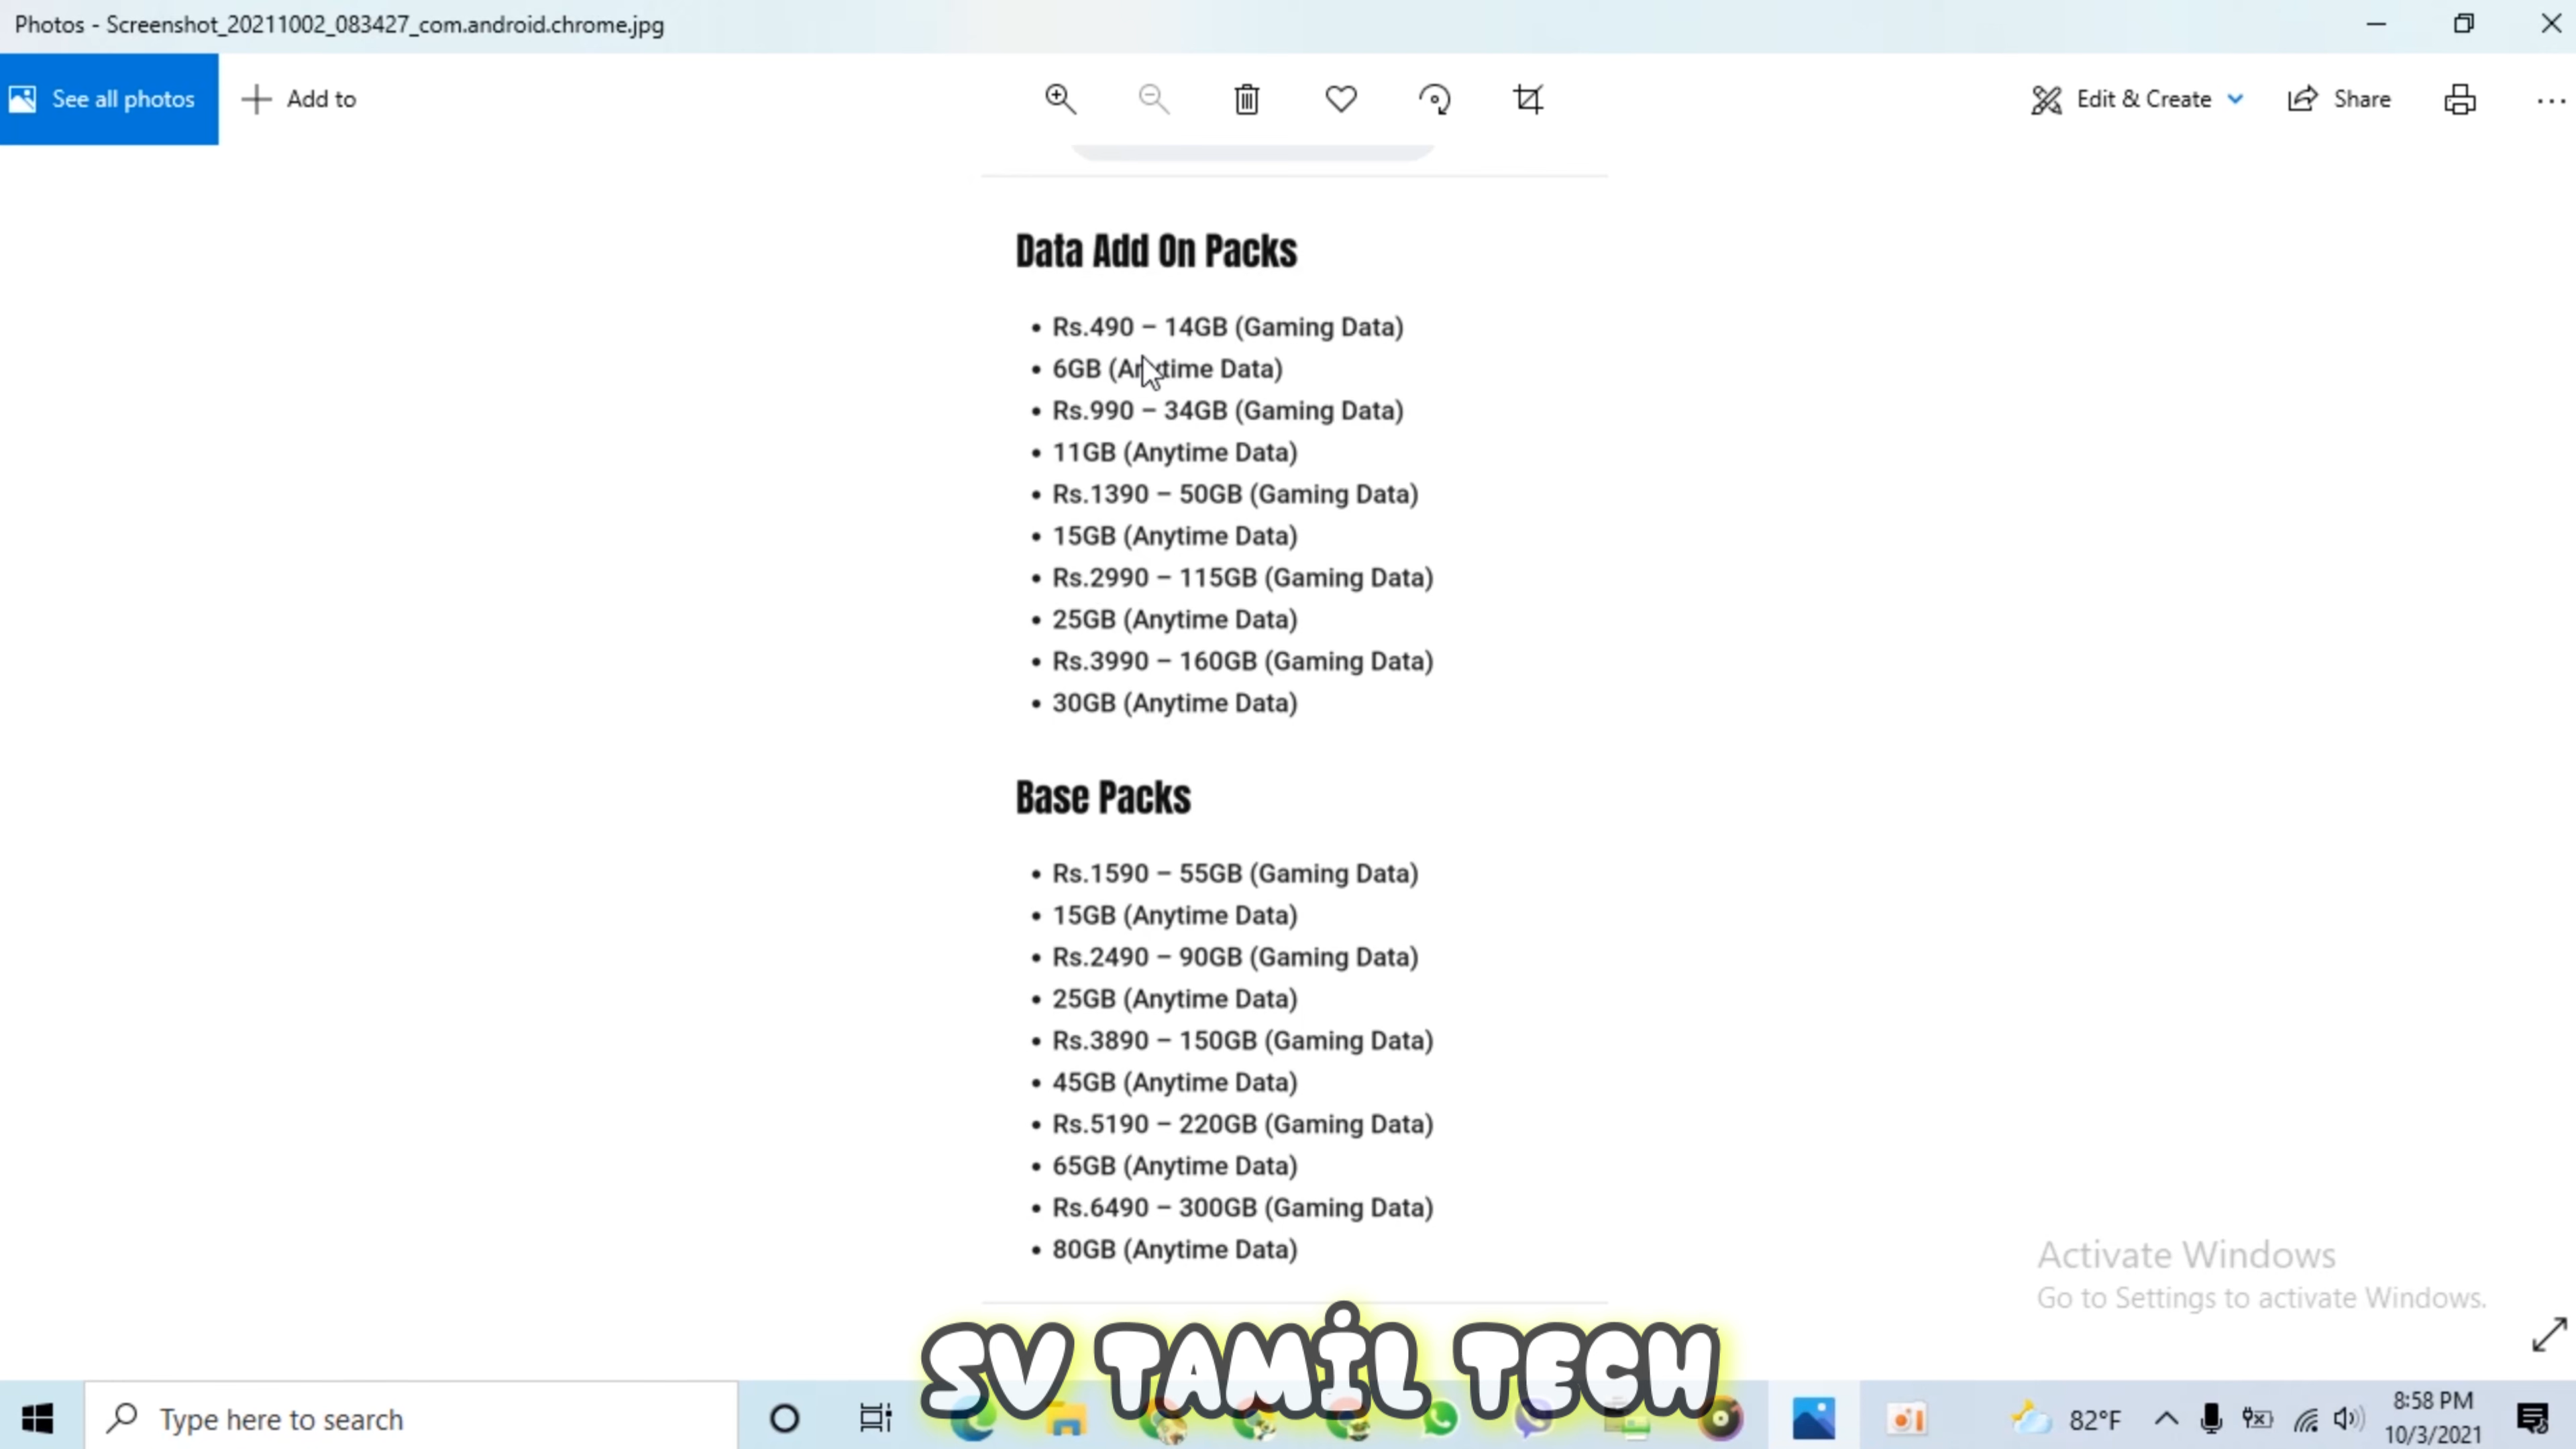 Photos - Screenshot_20211002_083427_com.android.chrome.jpg
See all photos
Add to
Edit & Create
Share
Data Add On Packs
• Rs.490 – 14GB (Gaming Data)
• 6GB (Anytime Data)
• Rs.990 – 34GB (Gaming Data)
• 11GB (Anytime Data)
• Rs.1390 – 50GB (Gaming Data)
• 15GB (Anytime Data)
• Rs.2990 – 115GB (Gaming Data)
• 25GB (Anytime Data)
• Rs.3990 – 160GB (Gaming Data)
• 30GB (Anytime Data)
Base Packs
• Rs.1590 – 55GB (Gaming Data)
• 15GB (Anytime Data)
• Rs.2490 – 90GB (Gaming Data)
• 25GB (Anytime Data)
• Rs.3890 – 150GB (Gaming Data)
• 45GB (Anytime Data)
• Rs.5190 – 220GB (Gaming Data)
• 65GB (Anytime Data)
• Rs.6490 – 300GB (Gaming Data)
• 80GB (Anytime Data)
Activate Windows
Go to Settings to activate Windows.
SV TAMİL TECH
Type here to search
82°F
8:58 PM
10/3/2021